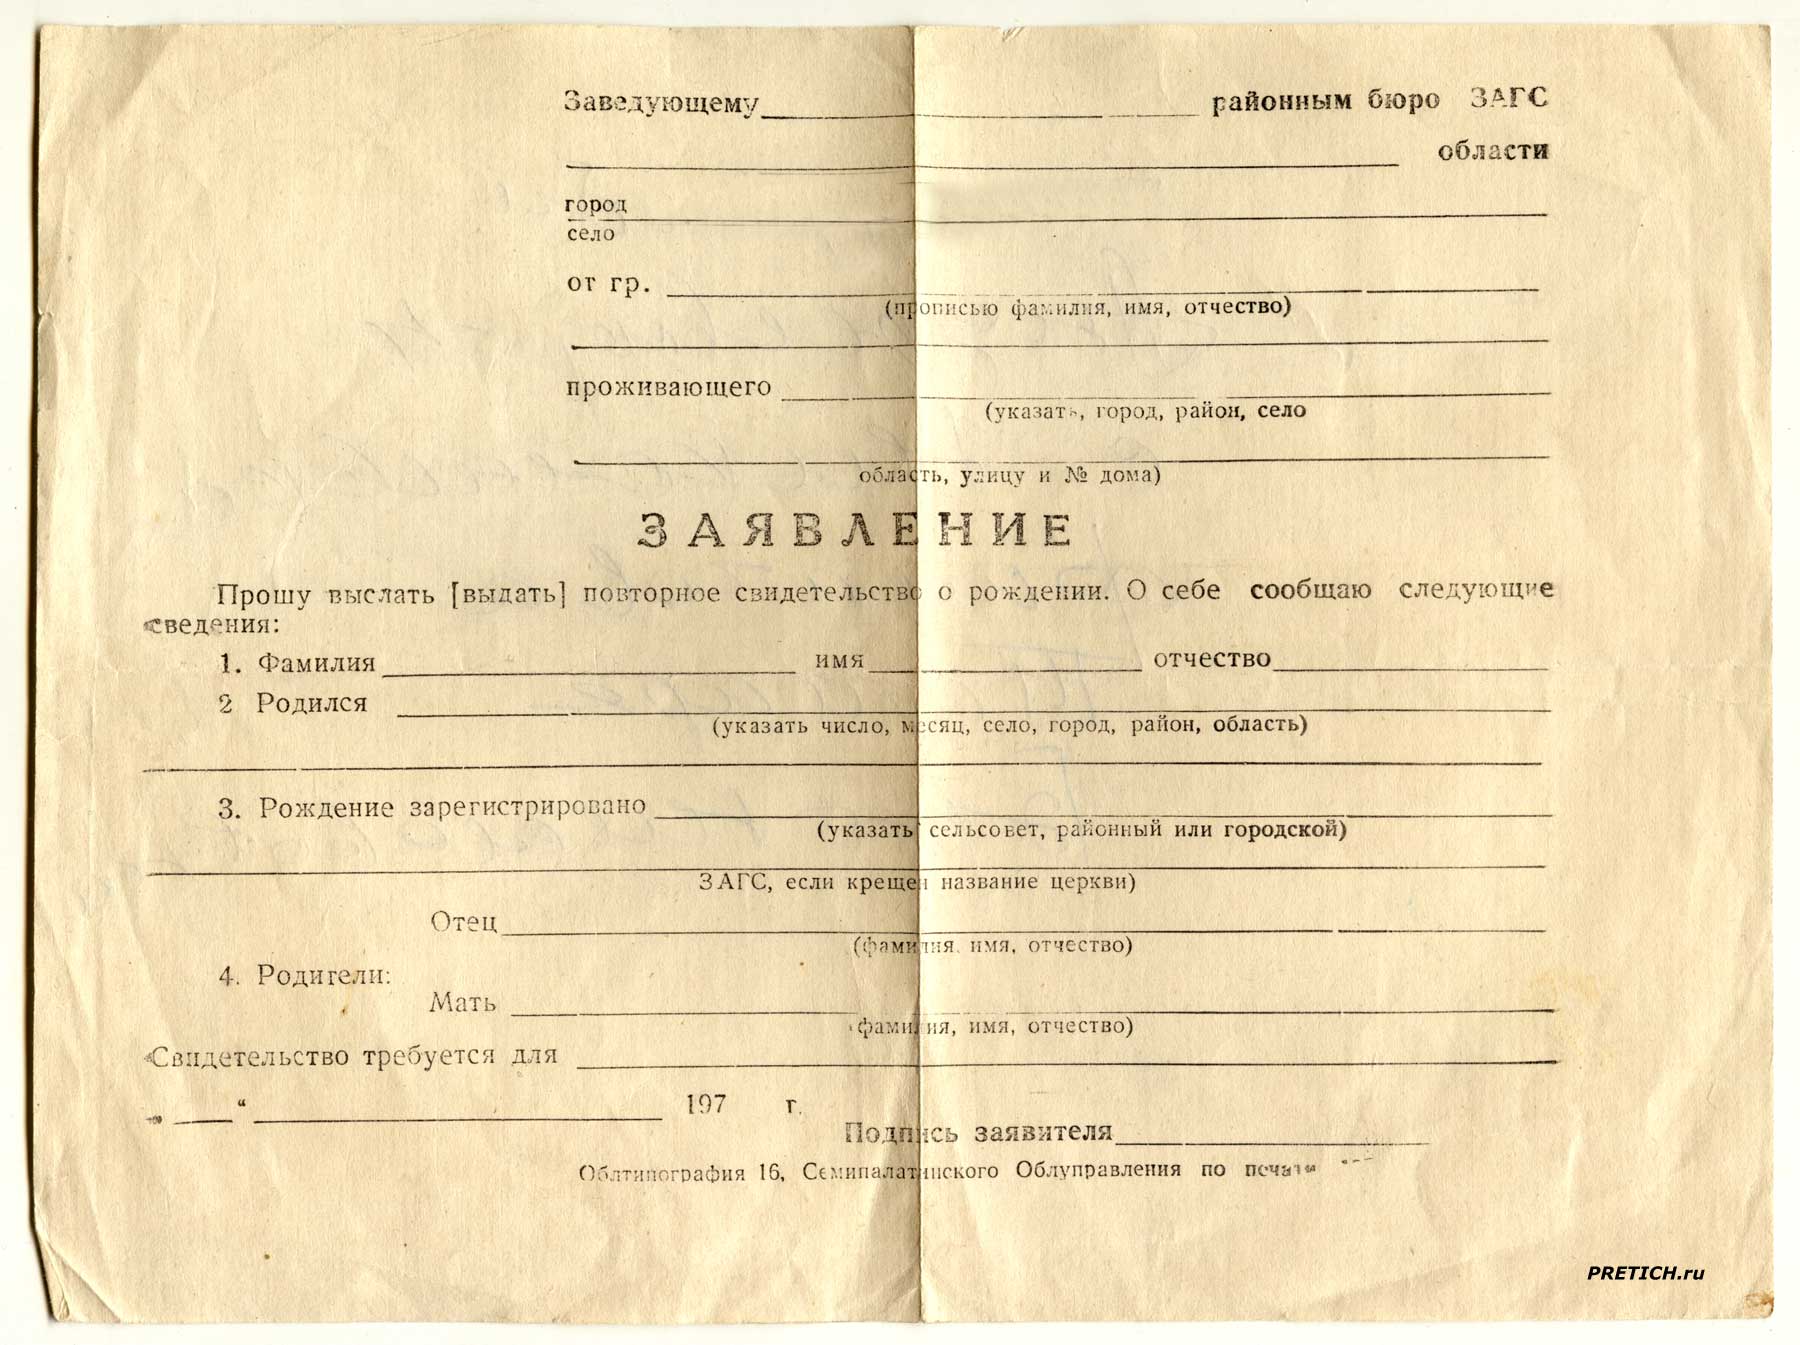 Заведующему районным бюро ЗАГС
области
город
село
от гр.
(прописью фамилия, имя, отчество)
проживающего
(указать, город, район, село
область, улицу и № дома)
ЗАЯВЛЕНИЕ
Прошу выслать [выдать] повторное свидетельство о рождении. О себе сообщаю следующие
сведения:
1. Фамилия имя отчество
2 Родился
(указать число, месяц, село, город, район, область)
3. Рождение зарегистрировано
(указать сельсовет, районный или городской)
ЗАГС, если крещен название церкви)
Отец
(фамилия, имя, отчество)
4. Родители:
Мать
(фамилия, имя, отчество)
Свидетельство требуется для
„ “ 197 г.
Подпись заявителя
Облтипография 16, Семипалатинского Облуправления по печати
PRETICH.ru